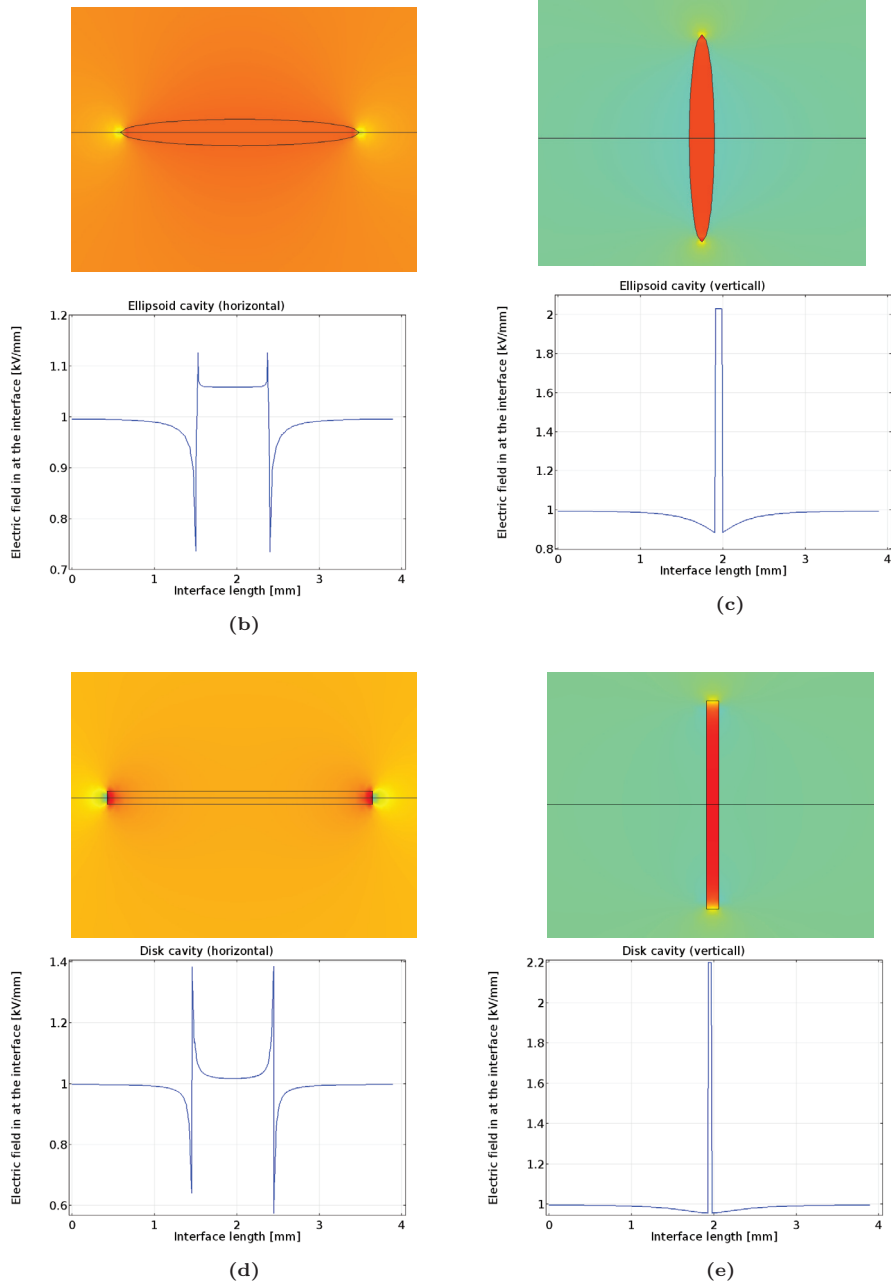 Ellipsoid cavity (horizontal)
Electric field in at the interface [kV/mm]
1.2
1.1
1
0.9
0.8
0.7
0
1
2
3
4
Interface length [mm]
(b)
Ellipsoid cavity (verticall)
Electric field in at the interface [kV/mm]
2
1.8
1.6
1.4
1.2
1
0.8
0
1
2
3
4
Interface length [mm]
(c)
Disk cavity (horizontal)
Electric field in at the interface [kV/mm]
1.4
1.2
1
0.8
0.6
0
1
2
3
4
Interface length [mm]
(d)
Disk cavity (verticall)
Electric field in at the interface [kV/mm]
2.2
2
1.8
1.6
1.4
1.2
1
0
1
2
3
4
Interface length [mm]
(e)